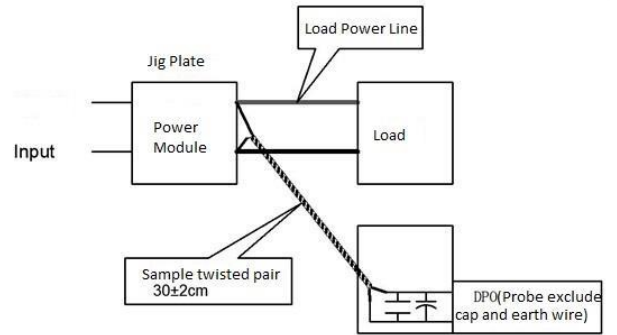 Load Power Line
Jig Plate
Power
Module
Load
Input
Sample twisted pair
30±2cm
DPO(Probe exclude
cap and earth wire)